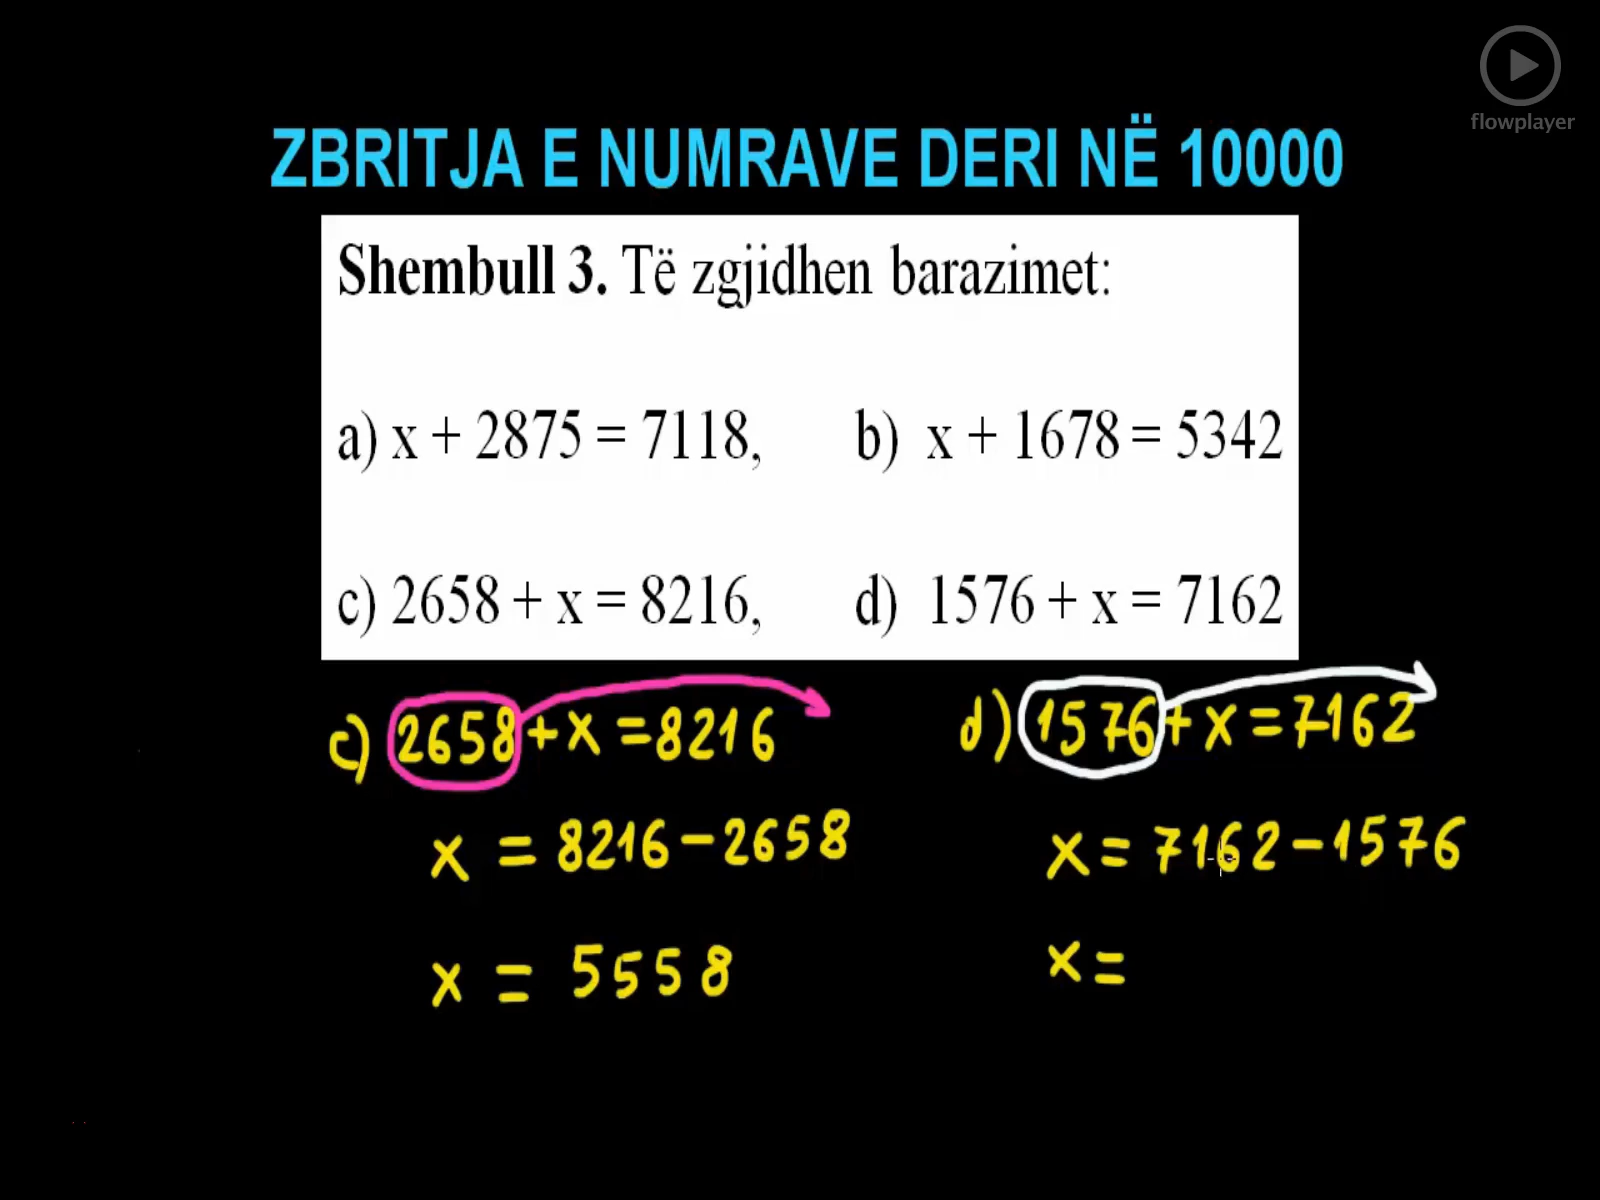 flowplayer
ZBRITJA E NUMRAVE DERI NË 10000
Shembull 3. Të zgjidhen barazimet:
a) x + 2875 = 7118, b) x + 1678 = 5342
c) 2658 + x = 8216, d) 1576 + x = 7162
c) 2658 + x = 8216
x = 8216 - 2658
x = 5558
d) 1576 + x = 7162
x = 7162 - 1576
x =